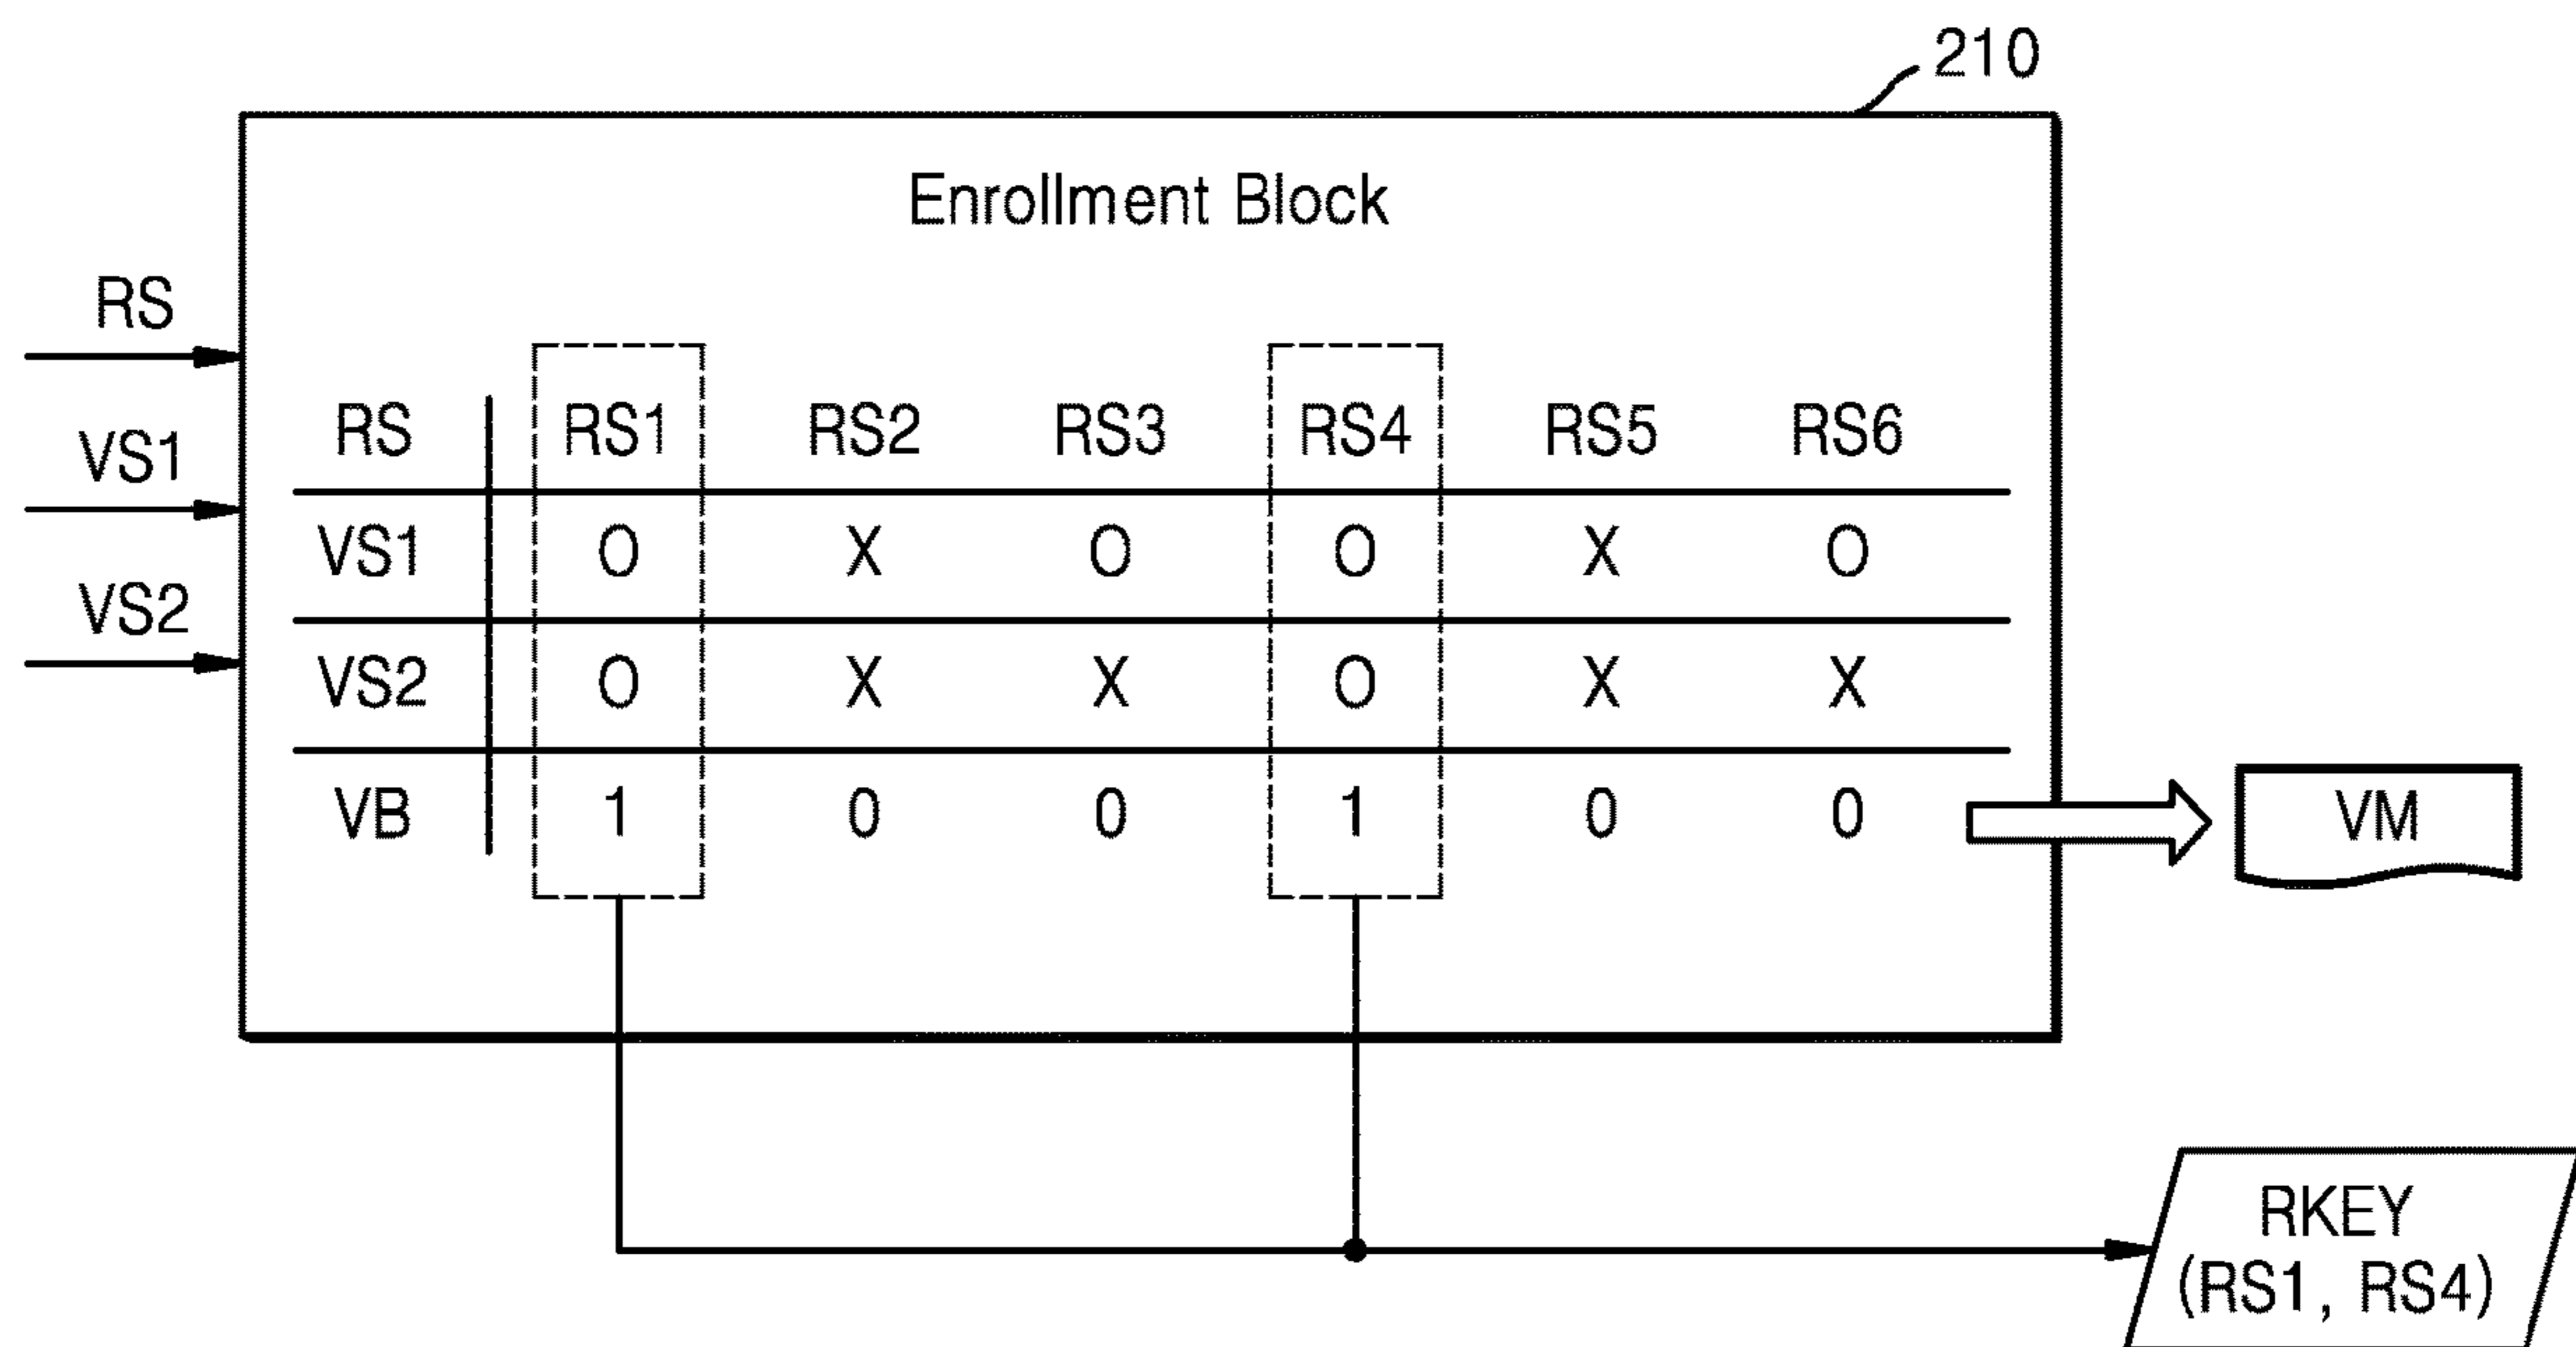 210
Enrollment Block
RS
VS1
VS2
RS RS1 RS2 RS3 RS4 RS5 RS6
VS1 O X O O X O
VS2 O X X O X X
VB 1 0 0 1 0 0
VM
RKEY
(RS1, RS4)